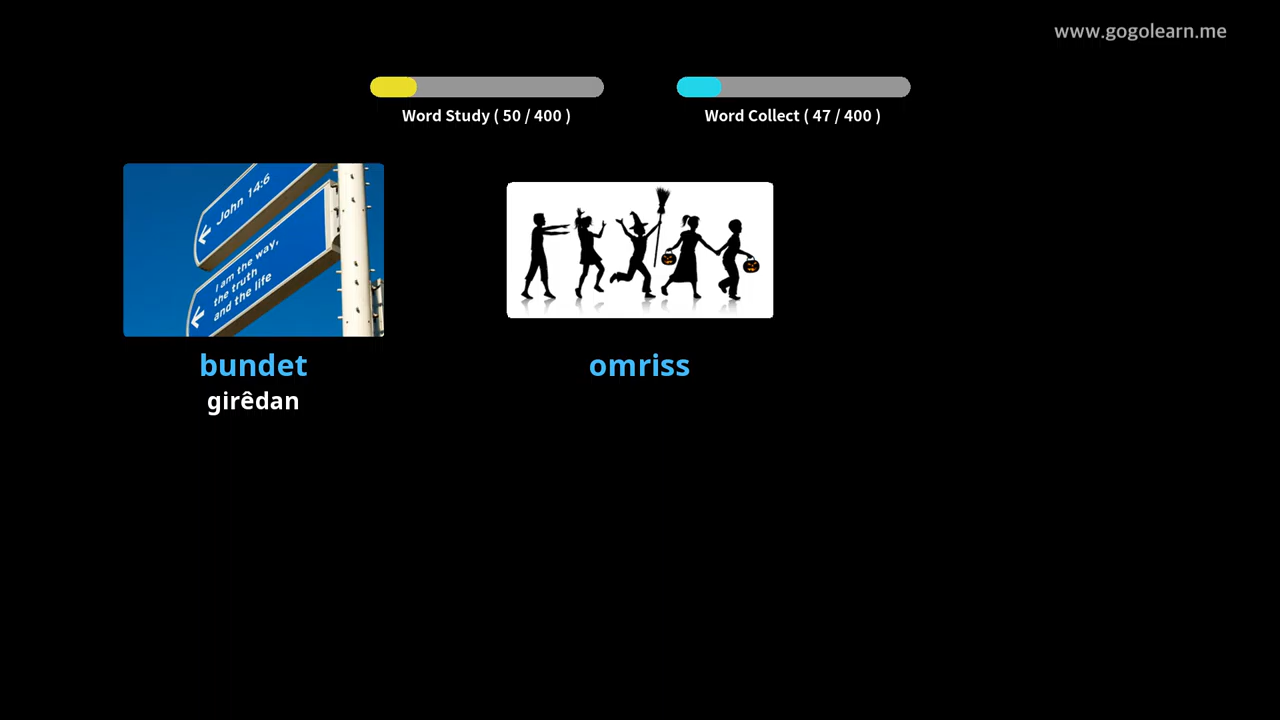 www.gogolearn.me
Word Study ( 50 / 400 )
Word Collect ( 47 / 400 )
John 14:6
I am the way,
the truth
and the life
bundet
girêdan
omriss